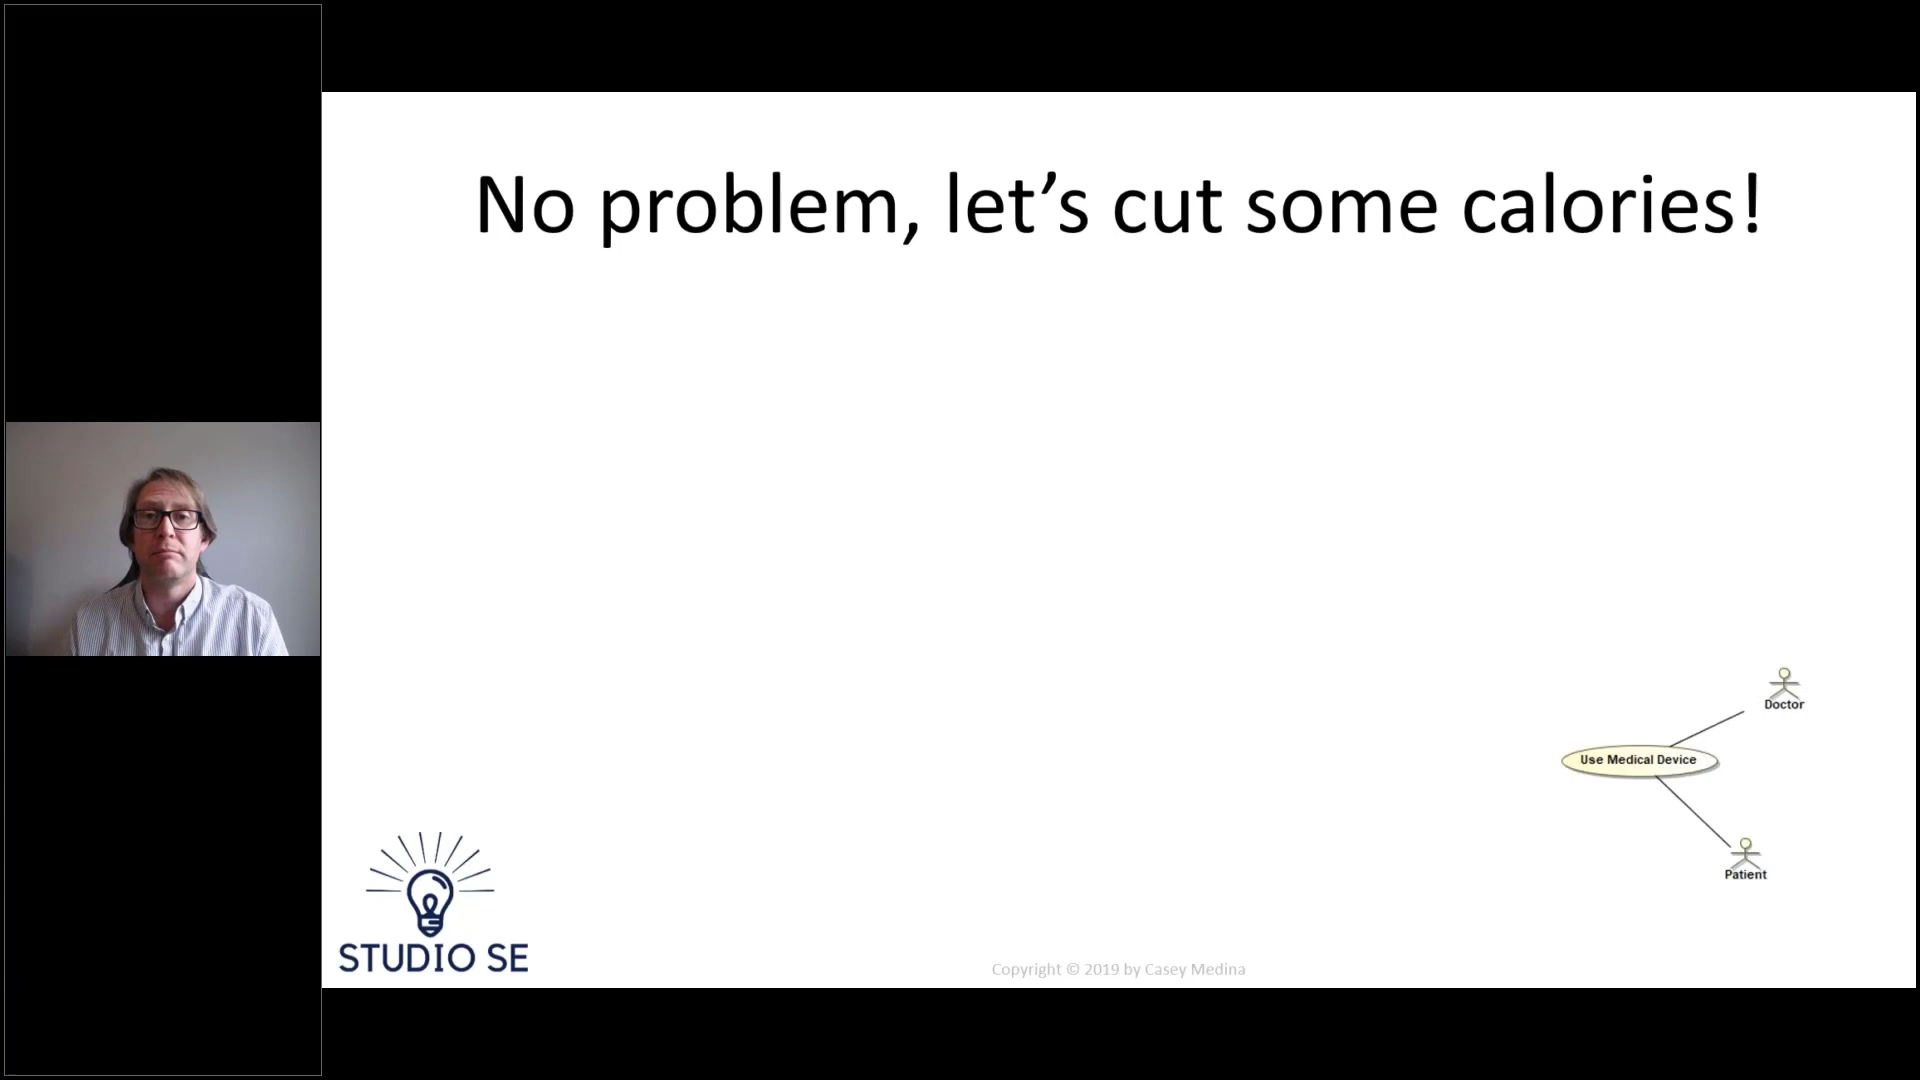 No problem, let’s cut some calories!
Doctor
Use Medical Device
Patient
STUDIO SE
Copyright © 2019 by Casey Medina